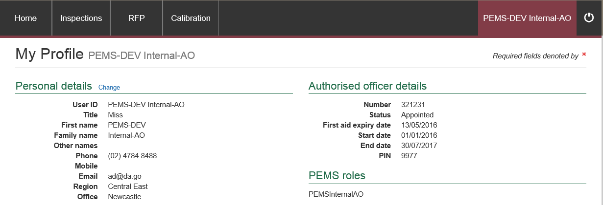 Home Inspections RFP Calibration PEMS-DEV Internal-AO
My Profile PEMS-DEV Internal-AO
Required fields denoted by *
Personal details Change
User ID PEMS-DEV Internal-AO
Title Miss
First name PEMS-DEV
Family name Internal-AO
Other names
Phone (02) 4784 8488
Mobile
Email ad@da.go
Region Central East
Office Newcastle
Authorised officer details
Number 321231
Status Appointed
First aid expiry date 13/05/2016
Start date 01/01/2016
End date 30/07/2017
PIN 9977
PEMS roles
PEMSInternalAO